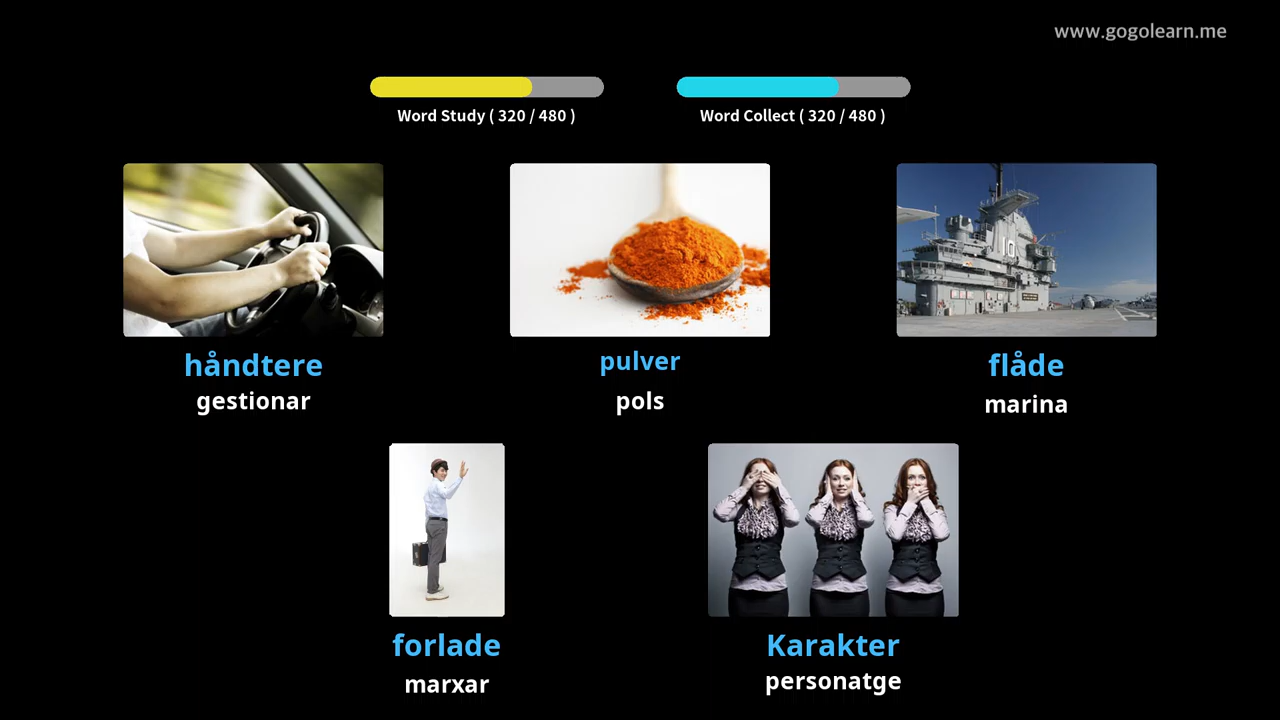 www.gogolearn.me
Word Study ( 320 / 480 )
Word Collect ( 320 / 480 )
håndtere
gestionar
pulver
pols
10
flåde
marina
forlade
marxar
Karakter
personatge